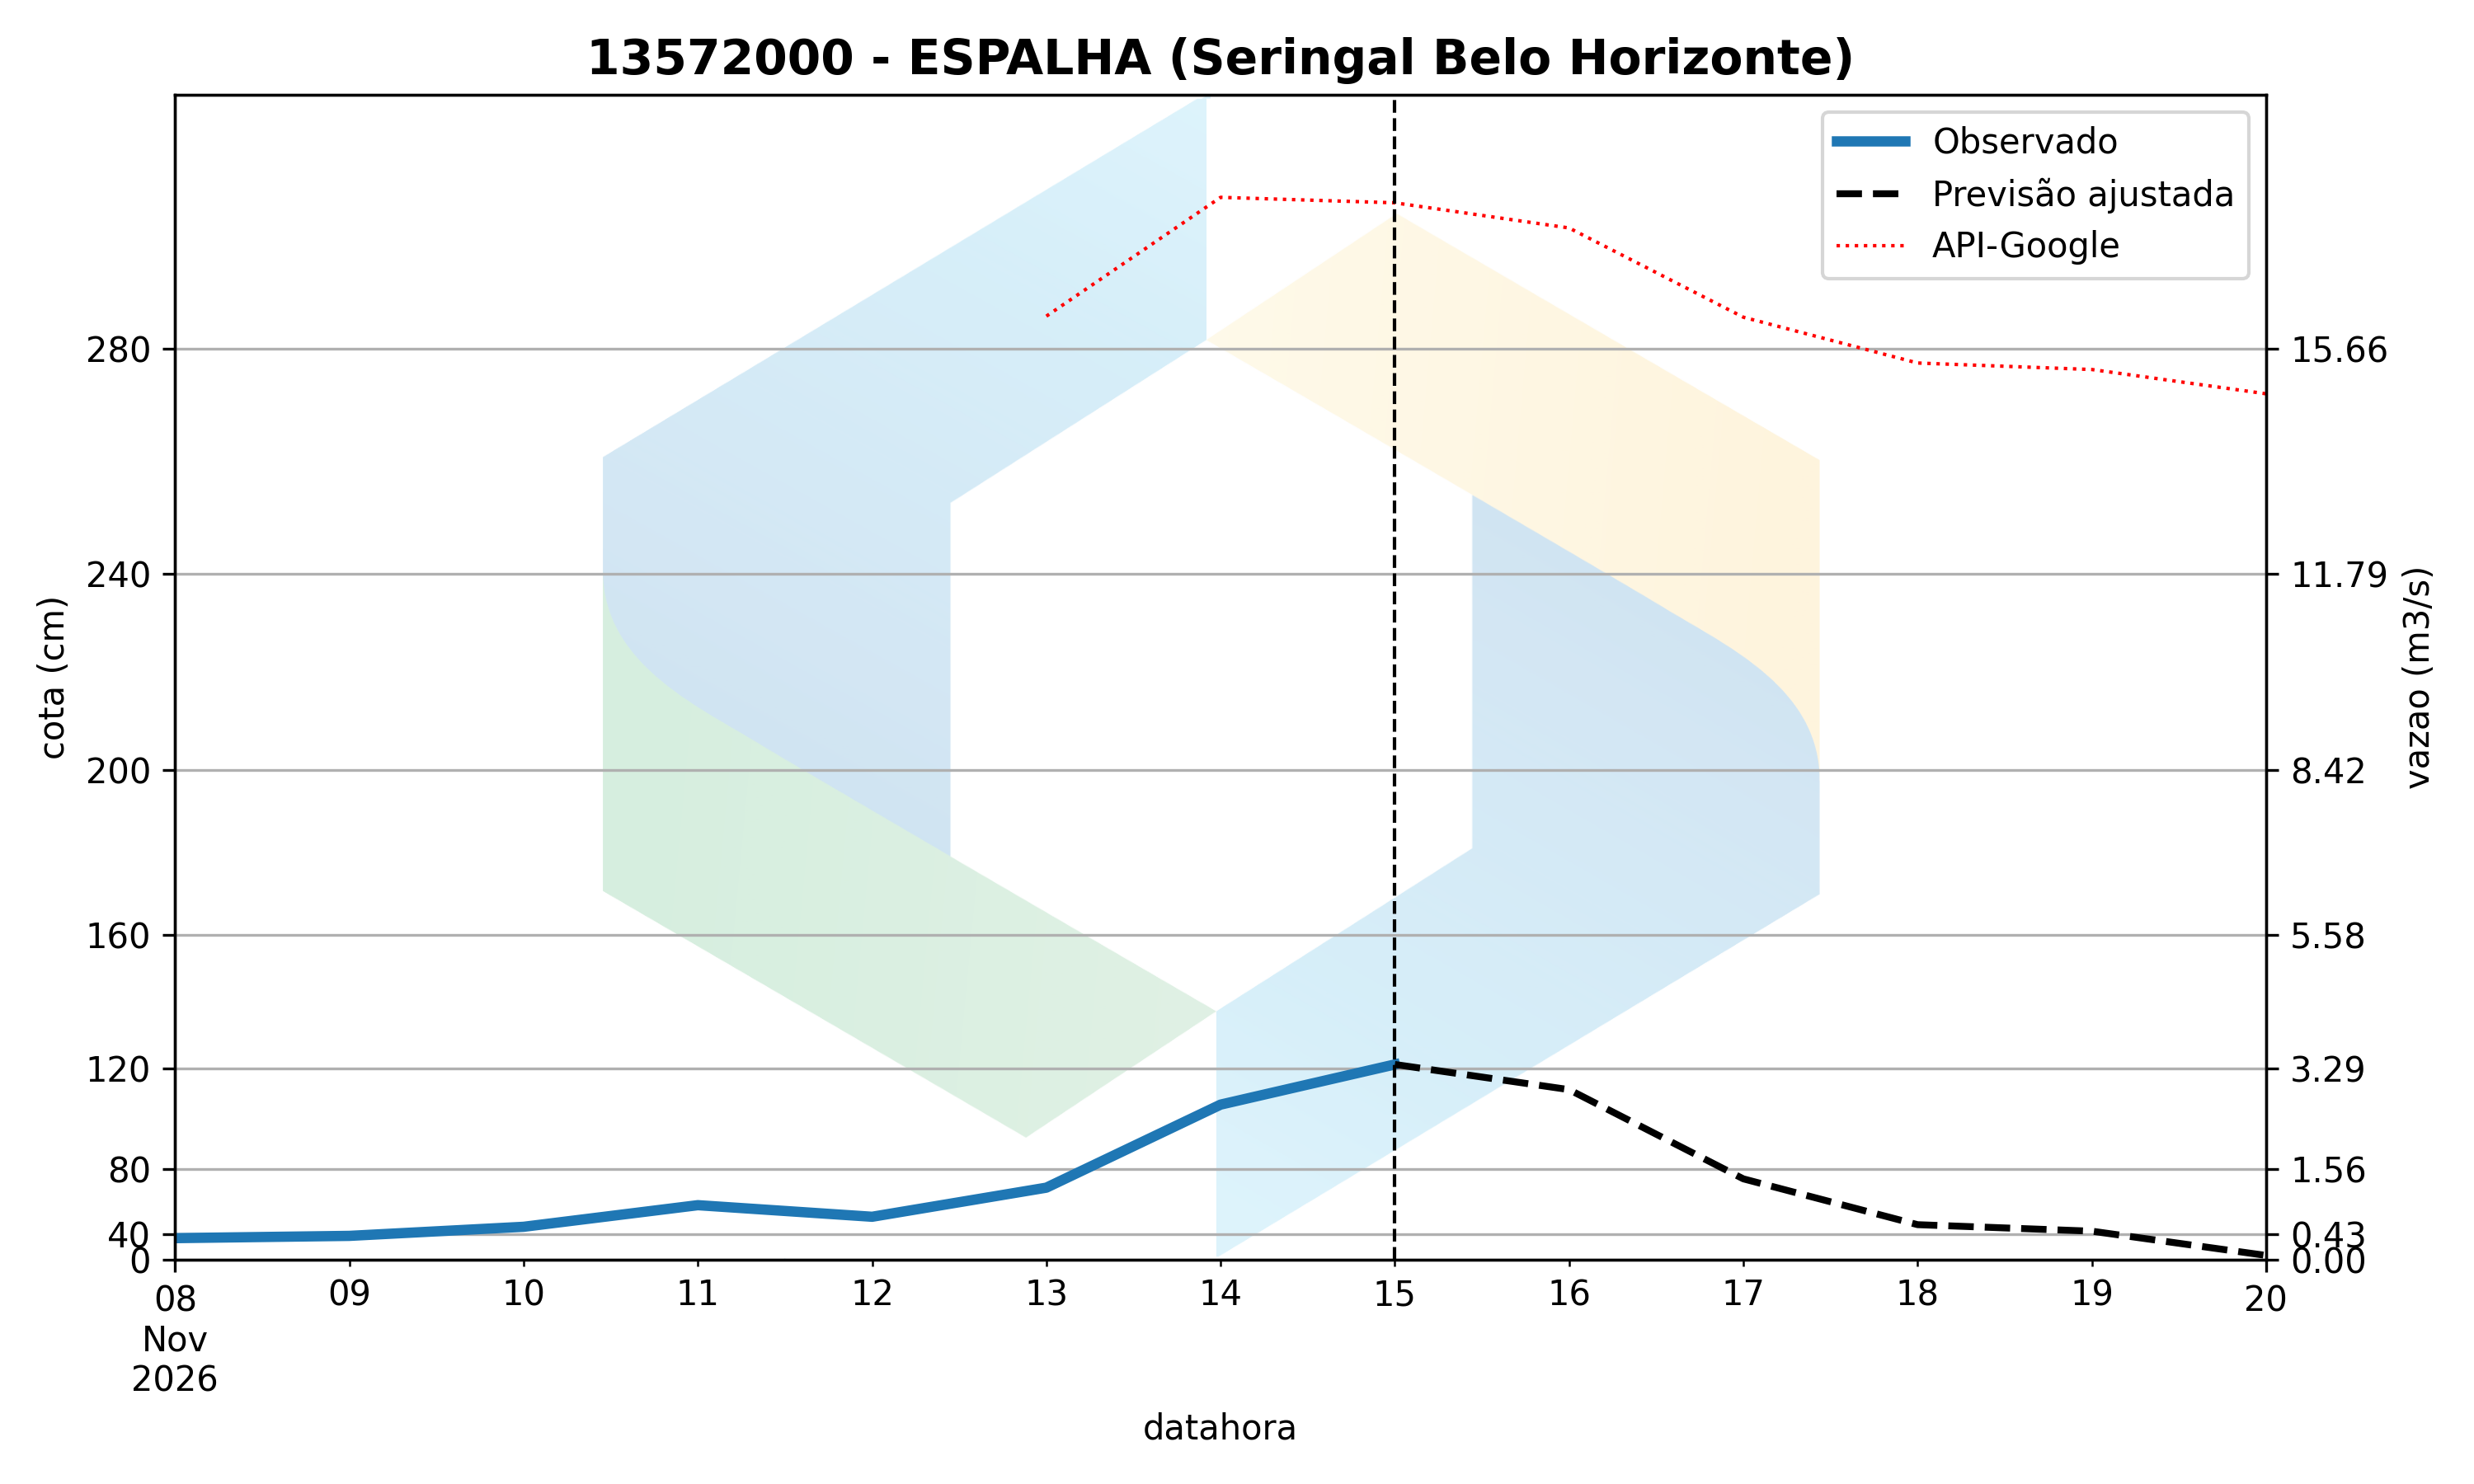 13572000 - ESPALHA (Seringal Belo Horizonte)
Observado
Previsão ajustada
API-Google
cota (cm)
280
240
200
160
120
80
40
0
15.66
11.79
8.42
5.58
3.29
1.56
0.43
0.00
vazao (m3/s)
08 09 10 11 12 13 14 15 16 17 18 19 20
Nov
2026
datahora